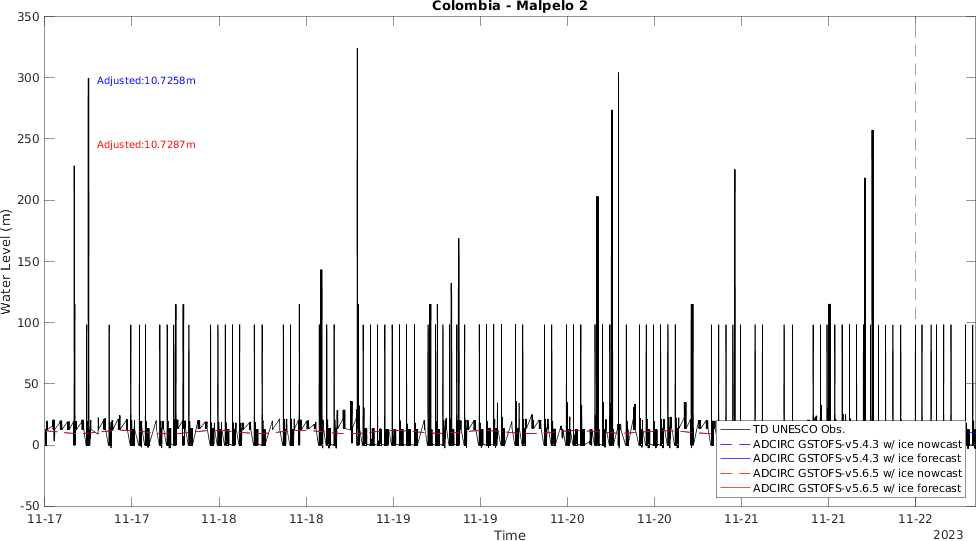 Colombia - Malpelo 2
350
300
250
200
150
100
50
0
-50
Water Level (m)
Adjusted:10.7258m
Adjusted:10.7287m
TD UNESCO Obs.
ADCIRC GSTOFS-v5.4.3 w/ ice nowcast
ADCIRC GSTOFS-v5.4.3 w/ ice forecast
ADCIRC GSTOFS-v5.6.5 w/ ice nowcast
ADCIRC GSTOFS-v5.6.5 w/ ice forecast
11-17 11-17 11-18 11-18 11-19 11-19 11-20 11-20 11-21 11-21 11-22
Time
2023